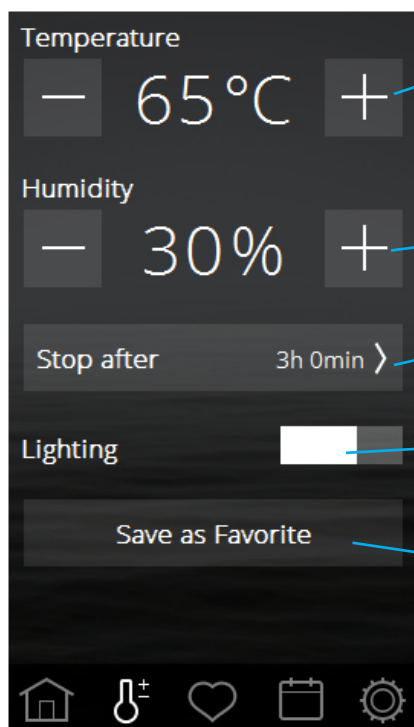 Temperature
65°C
Humidity
30%
Stop after 3h 0min
Lighting
Save as Favorite